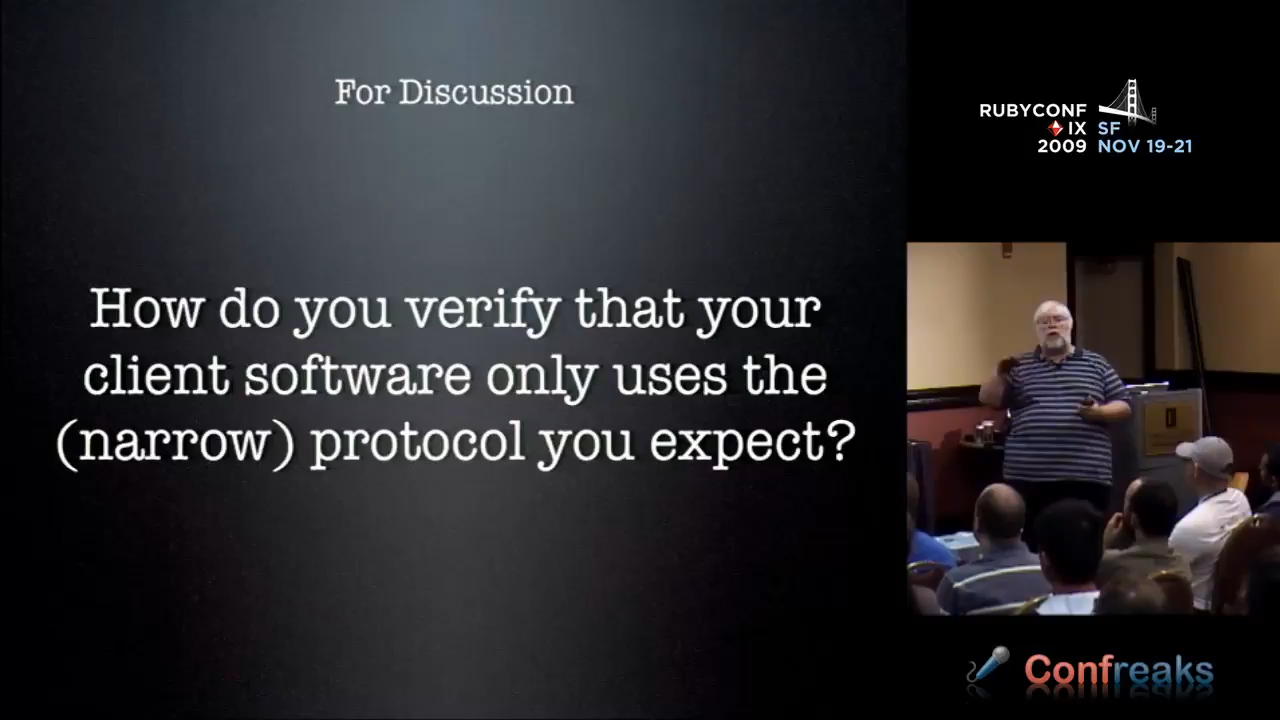 For Discussion
How do you verify that your
client software only uses the
(narrow) protocol you expect?
RUBYCONF
IX SF
2009 NOV 19-21
Confreaks